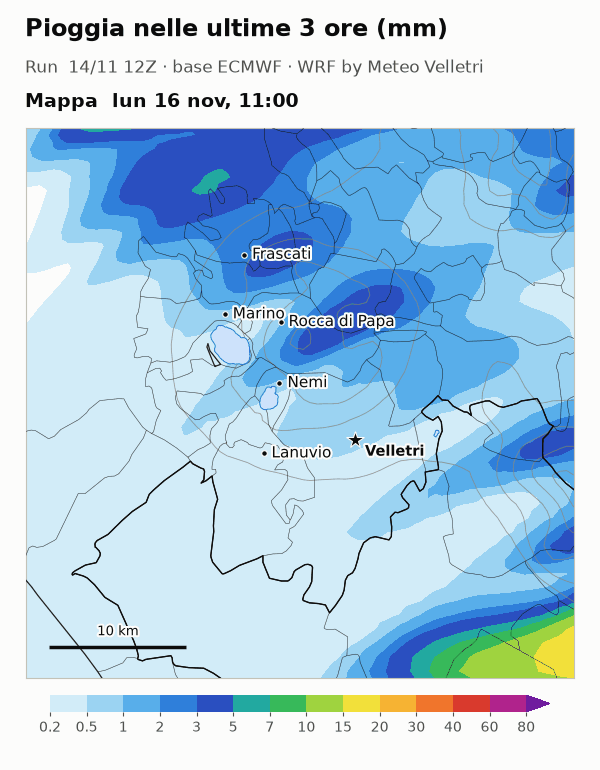 Pioggia nelle ultime 3 ore (mm)
Run  14/11 12Z · base ECMWF · WRF by Meteo Velletri
Mappa  lun 16 nov, 11:00
Frascati
Marino
Rocca di Papa
Nemi
Velletri
Lanuvio
10 km
0.2 0.5 1 2 3 5 7 10 15 20 30 40 60 80